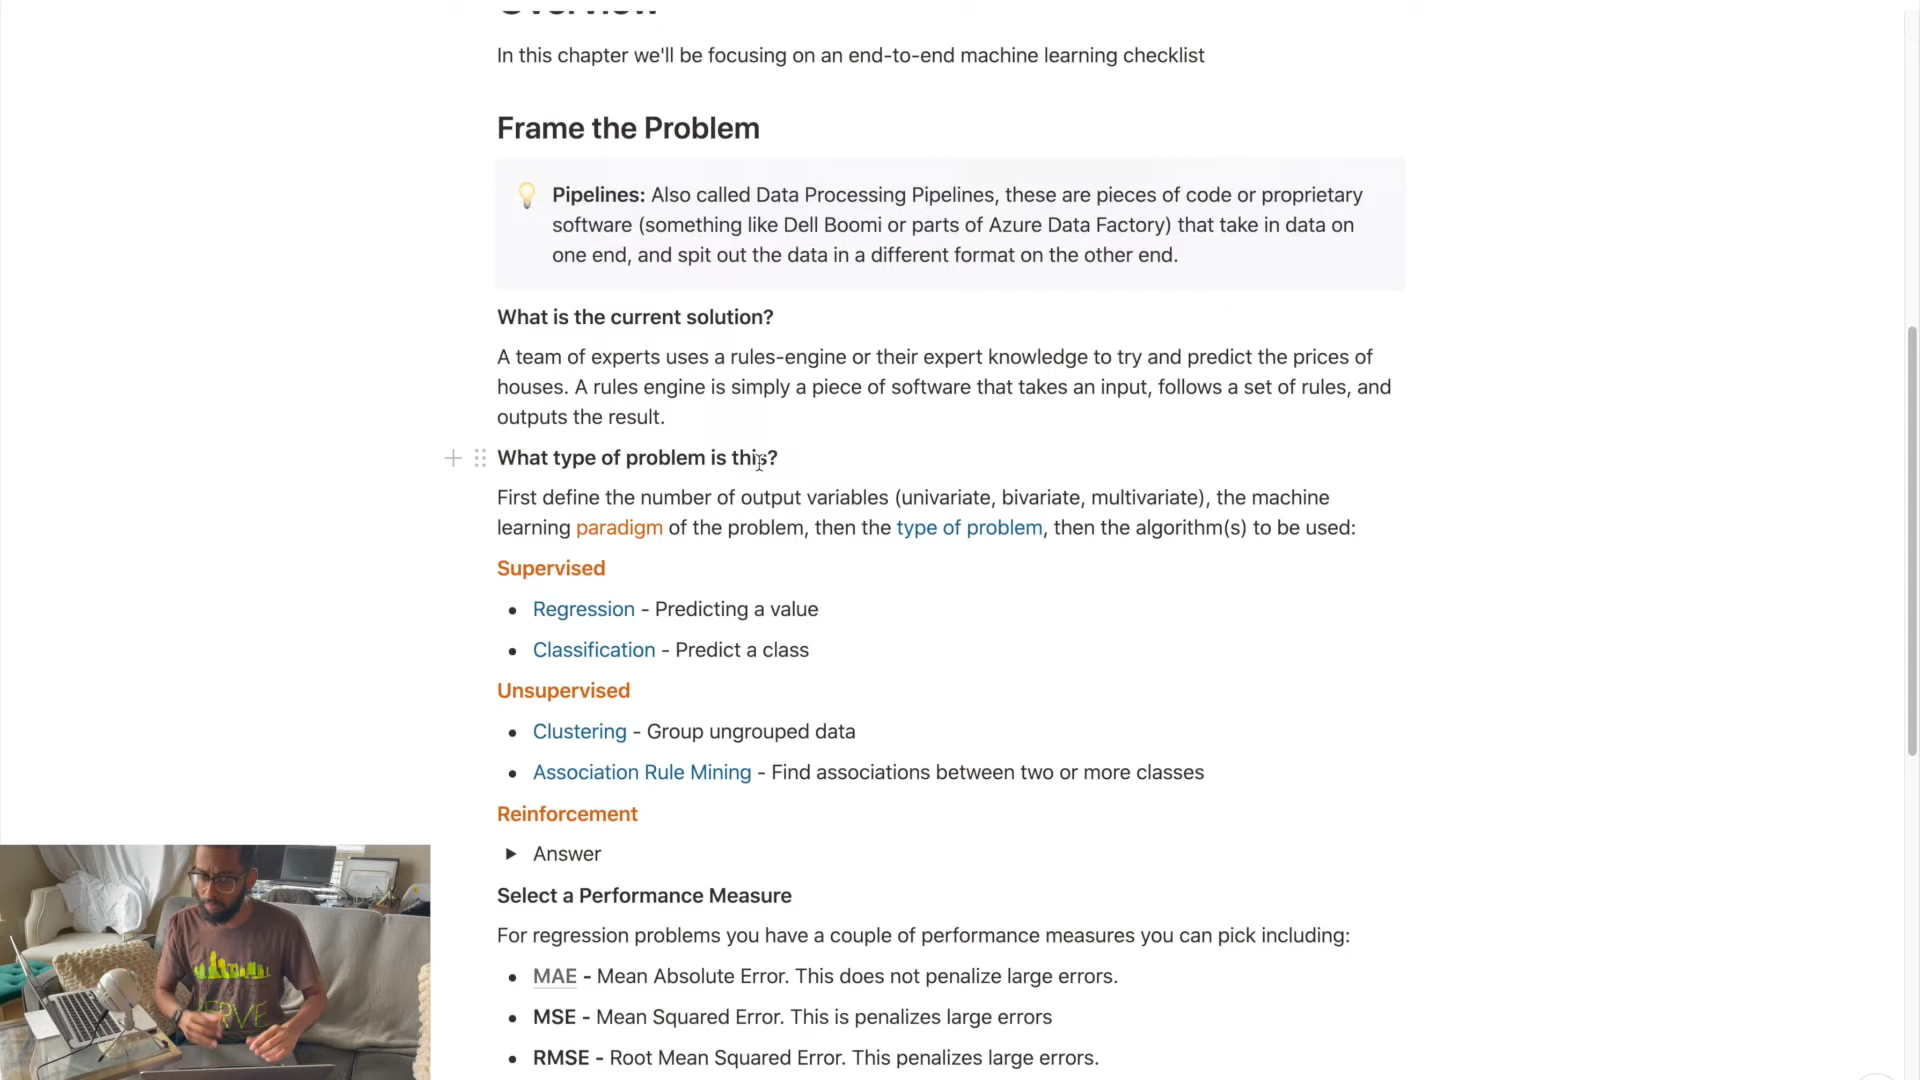 Overview
In this chapter we'll be focusing on an end-to-end machine learning checklist
Frame the Problem
Pipelines: Also called Data Processing Pipelines, these are pieces of code or proprietary
software (something like Dell Boomi or parts of Azure Data Factory) that take in data on
one end, and spit out the data in a different format on the other end.
What is the current solution?
A team of experts uses a rules-engine or their expert knowledge to try and predict the prices of
houses. A rules engine is simply a piece of software that takes an input, follows a set of rules, and
outputs the result.
What type of problem is this?
First define the number of output variables (univariate, bivariate, multivariate), the machine
learning paradigm of the problem, then the type of problem, then the algorithm(s) to be used:
Supervised
Regression - Predicting a value
Classification - Predict a class
Unsupervised
Clustering - Group ungrouped data
Association Rule Mining - Find associations between two or more classes
Reinforcement
Answer
Select a Performance Measure
For regression problems you have a couple of performance measures you can pick including:
MAE - Mean Absolute Error. This does not penalize large errors.
MSE - Mean Squared Error. This is penalizes large errors
RMSE - Root Mean Squared Error. This penalizes large errors.